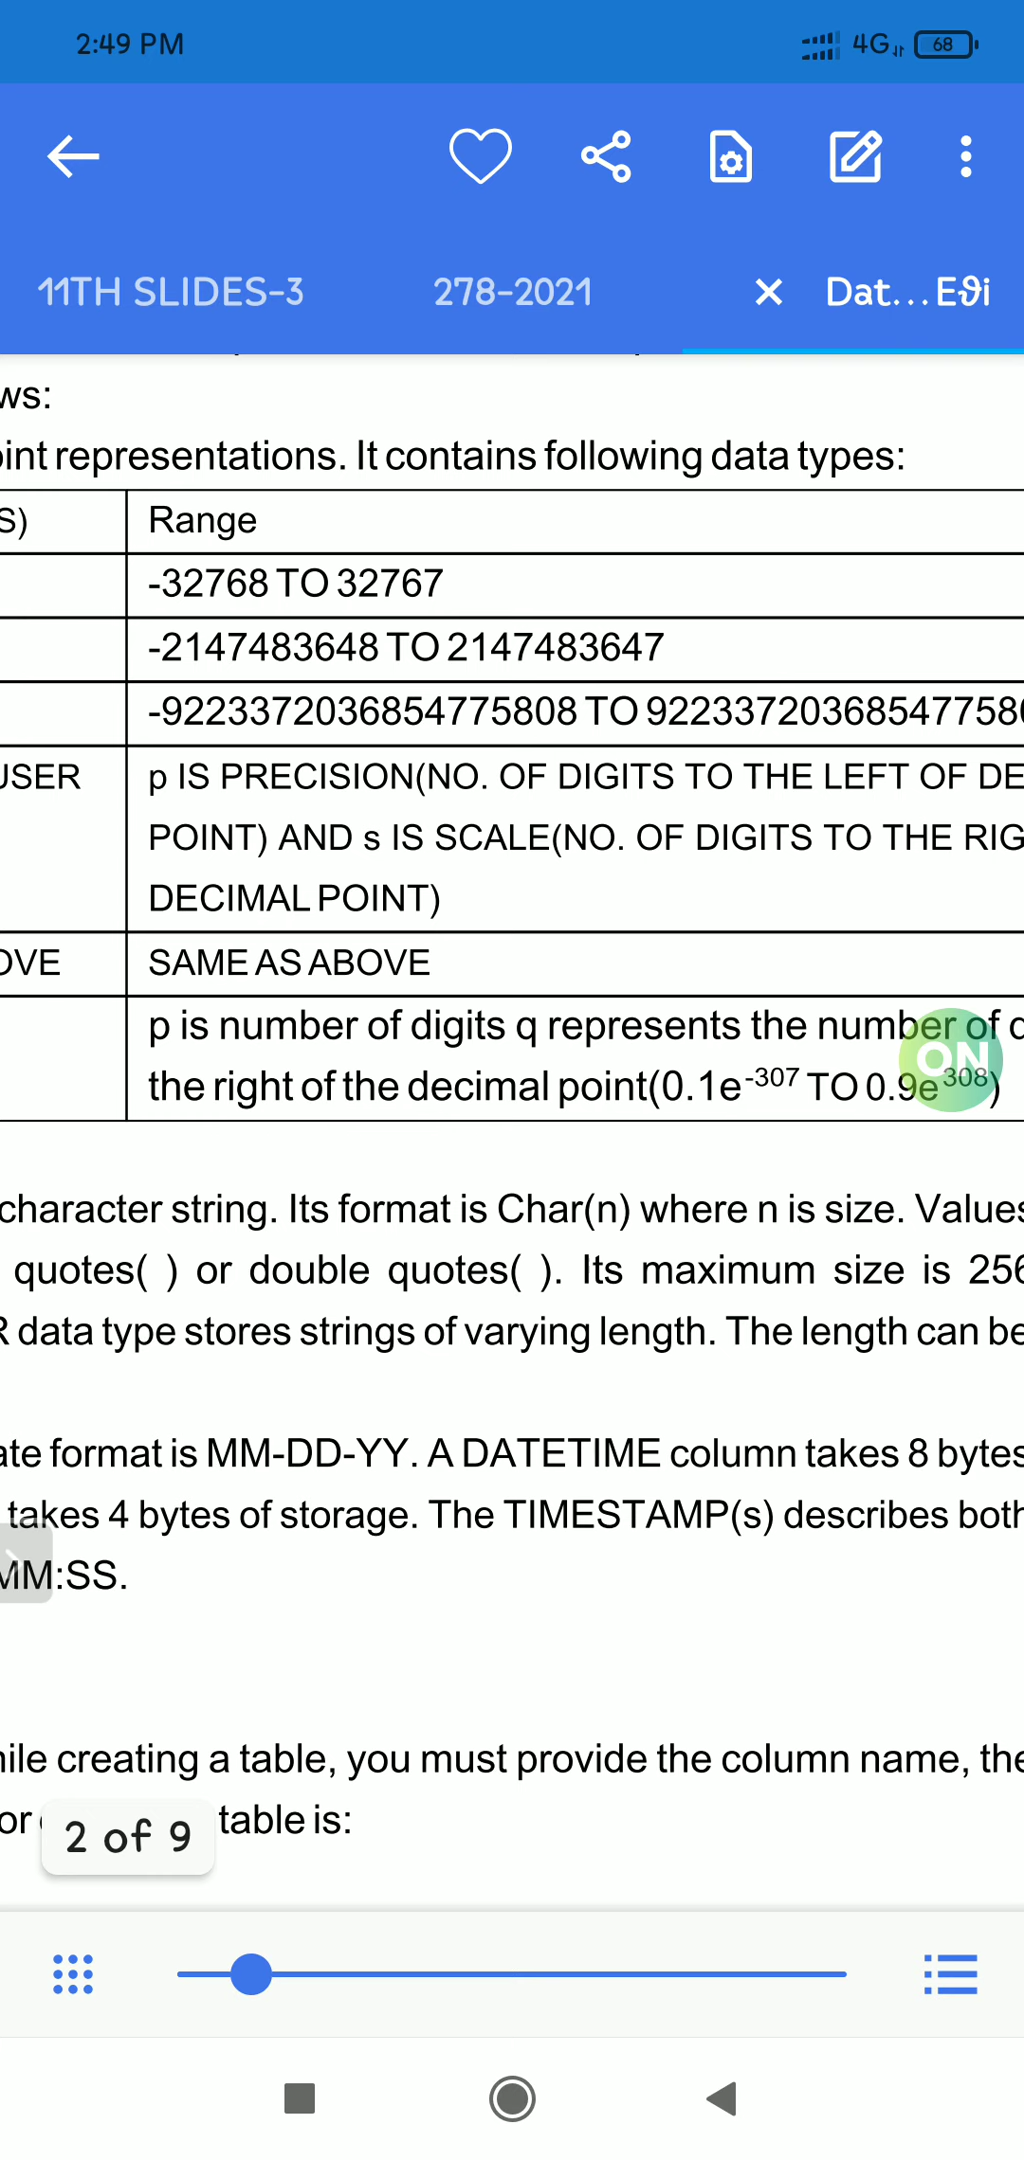 2:49 PM 4G 68
11TH SLIDES-3 278-2021 Dat...Eϑi
ws:
int representations. It contains following data types:
S) Range
-32768 TO 32767
-2147483648 TO 2147483647
-9223372036854775808 TO 922337203685477580
USER p IS PRECISION(NO. OF DIGITS TO THE LEFT OF DE
POINT) AND s IS SCALE(NO. OF DIGITS TO THE RIG
DECIMAL POINT)
OVE SAME AS ABOVE
p is number of digits q represents the number of
ON
the right of the decimal point(0.1e-307 TO 0.9e308)
character string. Its format is Char(n) where n is size. Values
quotes( ) or double quotes( ). Its maximum size is 256
R data type stores strings of varying length. The length can be
ate format is MM-DD-YY. A DATETIME column takes 8 bytes
takes 4 bytes of storage. The TIMESTAMP(s) describes both
MM:SS.
ile creating a table, you must provide the column name, the
or table is:
2 of 9